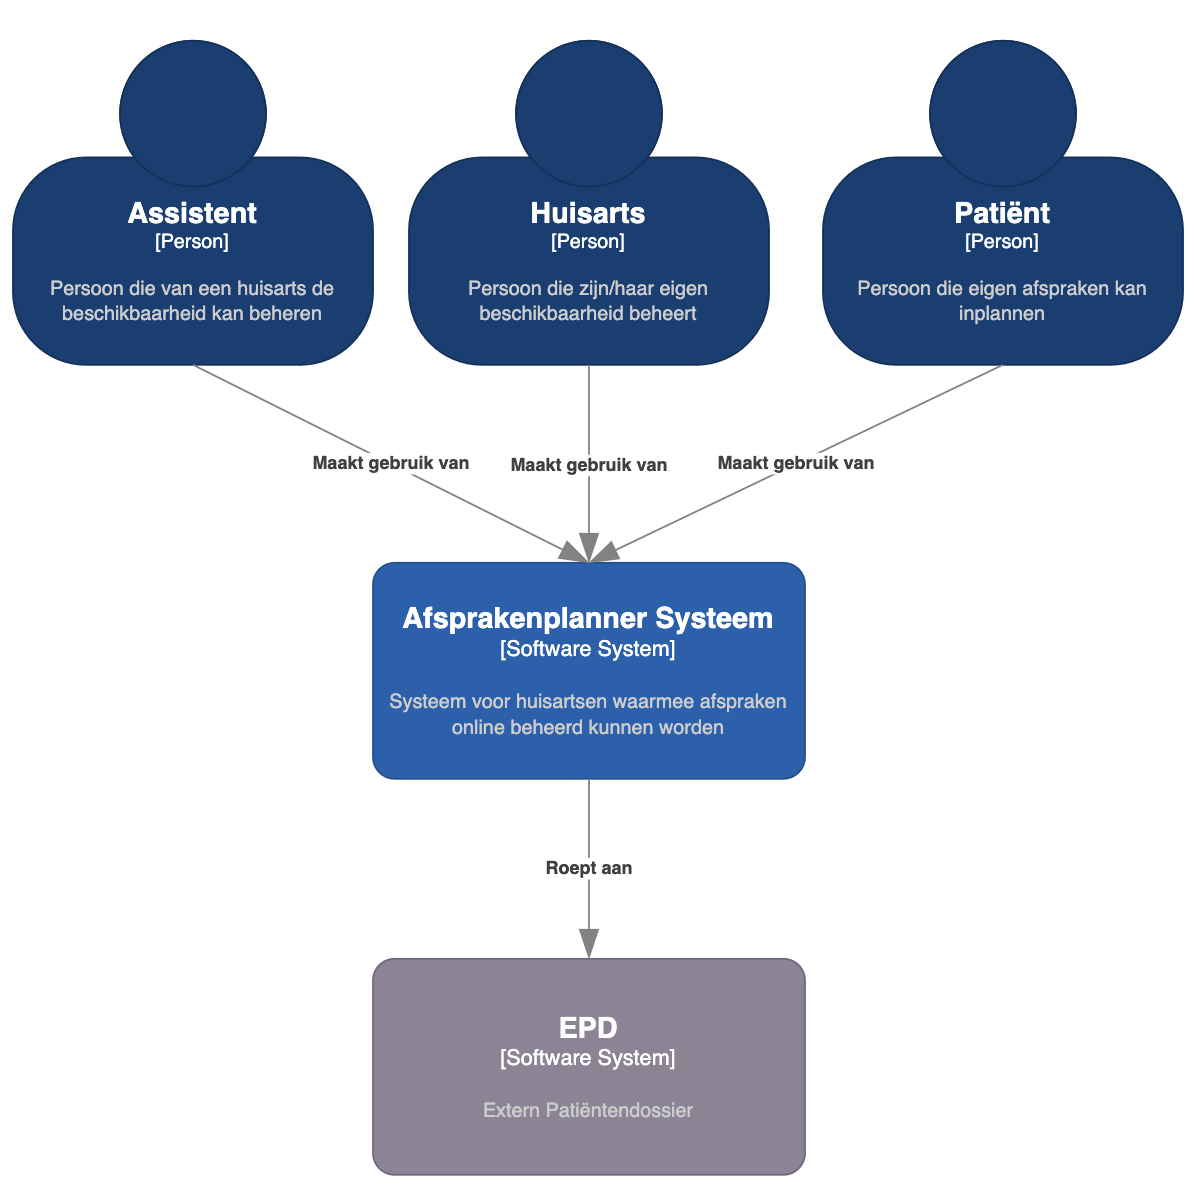 Assistent
[Person]
Persoon die van een huisarts de
beschikbaarheid kan beheren
Huisarts
[Person]
Persoon die zijn/haar eigen
beschikbaarheid beheert
Patiënt
[Person]
Persoon die eigen afspraken kan
inplannen
Maakt gebruik van
Maakt gebruik van
Maakt gebruik van
Afsprakenplanner Systeem
[Software System]
Systeem voor huisartsen waarmee afspraken
online beheerd kunnen worden
Roept aan
EPD
[Software System]
Extern Patiëntendossier